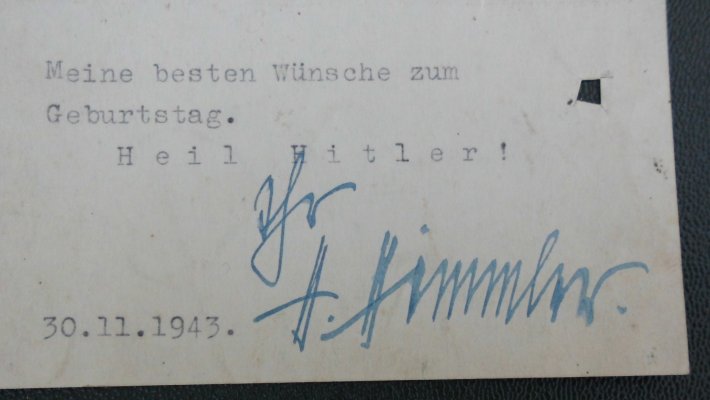 Meine besten Wünsche zum
Geburtstag.
Heil Hitler!
Ihr
H. Himmler.
30.11.1943.